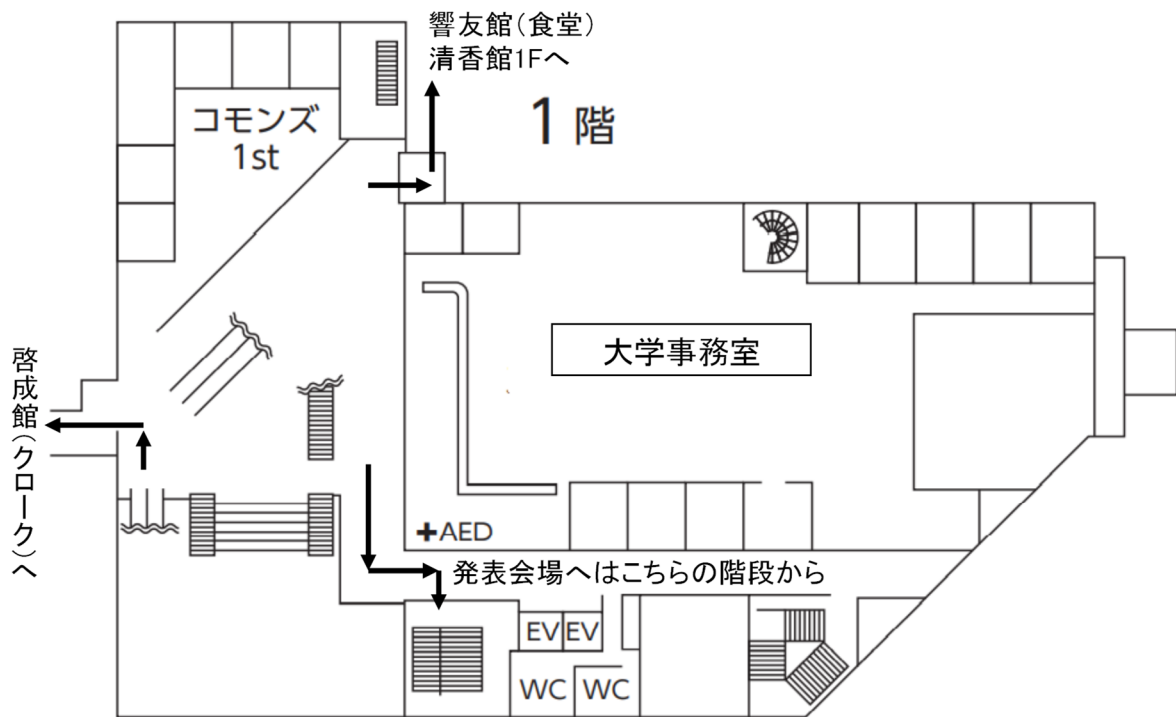 響友館（食堂）
清香館1Fへ
1 階
コモンズ
1st
大学事務室
啓成館（クローク）へ
✚AED
発表会場へはこちらの階段から
EV
EV
WC
WC